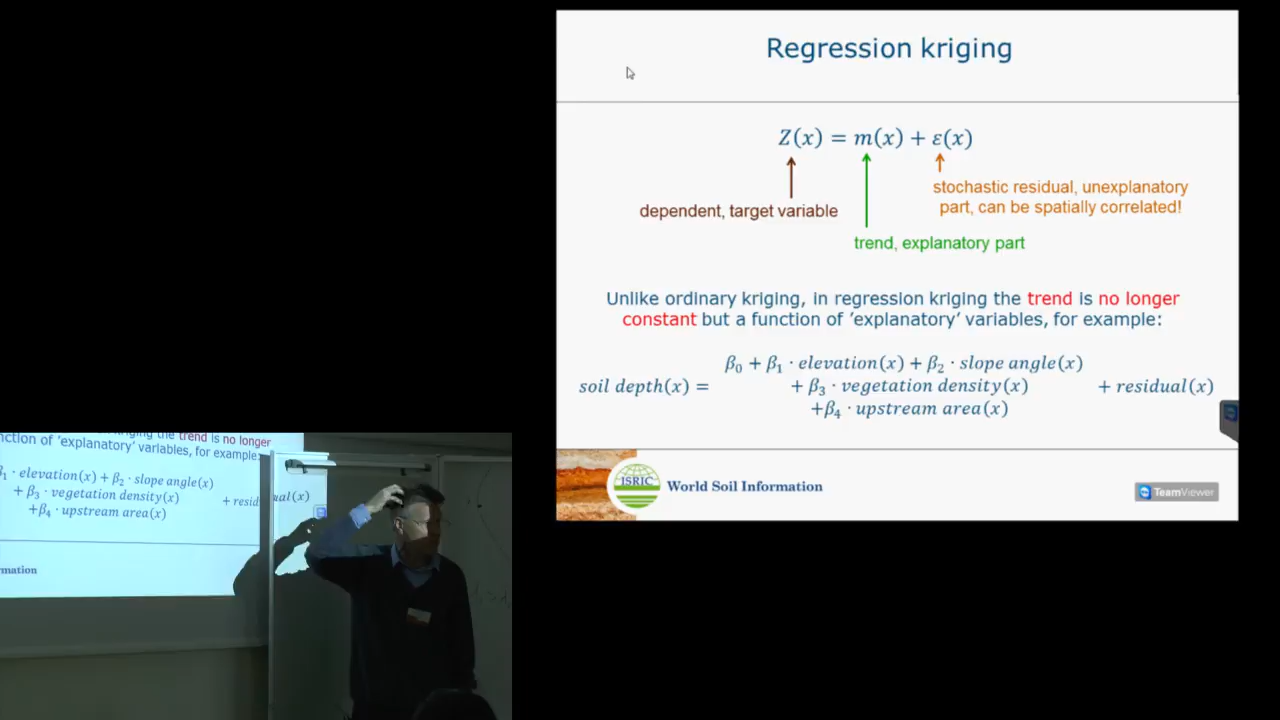 Regression kriging
Z(x) = m(x) + ε(x)
stochastic residual, unexplanatory
part, can be spatially correlated!
dependent, target variable
trend, explanatory part
Unlike ordinary kriging, in regression kriging the trend is no longer
constant but a function of ‘explanatory’ variables, for example:
β₀ + β₁ · elevation(x) + β₂ · slope angle(x)
soil depth(x) = + β₃ · vegetation density(x) + residual(x)
+β₄ · upstream area(x)
ISRIC World Soil Information
TeamViewer
the trend is no longer
function of ‘explanatory’ variables, for example:
· elevation(x) + β₂ · slope angle(x)
+ β₃ · vegetation density(x) + residual(x)
+β₄ · upstream area(x)